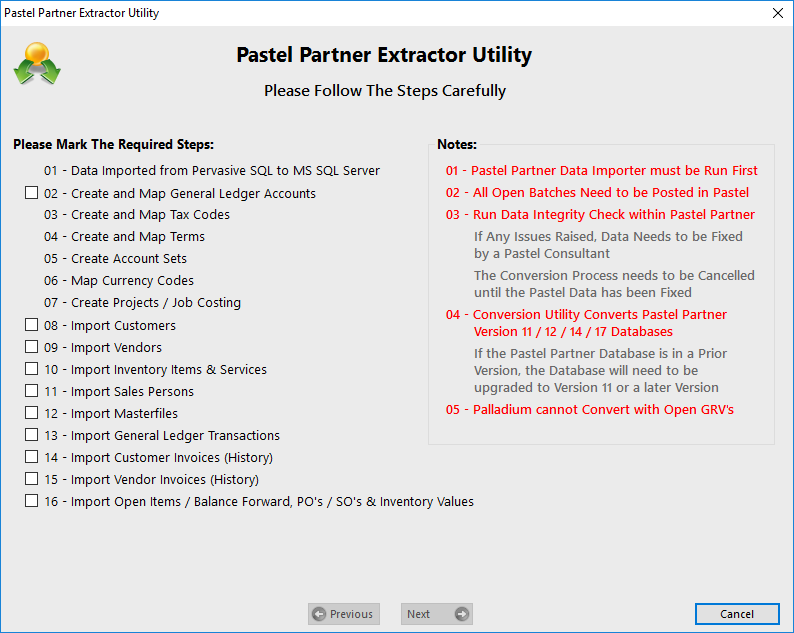 Pastel Partner Extractor Utility
Pastel Partner Extractor Utility
Please Follow The Steps Carefully
Please Mark The Required Steps:
01 - Data Imported from Pervasive SQL to MS SQL Server
02 - Create and Map General Ledger Accounts
03 - Create and Map Tax Codes
04 - Create and Map Terms
05 - Create Account Sets
06 - Map Currency Codes
07 - Create Projects / Job Costing
08 - Import Customers
09 - Import Vendors
10 - Import Inventory Items & Services
11 - Import Sales Persons
12 - Import Masterfiles
13 - Import General Ledger Transactions
14 - Import Customer Invoices (History)
15 - Import Vendor Invoices (History)
16 - Import Open Items / Balance Forward, PO's / SO's & Inventory Values
Notes:
01 - Pastel Partner Data Importer must be Run First
02 - All Open Batches Need to be Posted in Pastel
03 - Run Data Integrity Check within Pastel Partner
If Any Issues Raised, Data Needs to be Fixed
by a Pastel Consultant
The Conversion Process needs to be Cancelled
until the Pastel Data has been Fixed
04 - Conversion Utility Converts Pastel Partner
Version 11 / 12 / 14 / 17 Databases
If the Pastel Partner Database is in a Prior
Version, the Database will need to be
upgraded to Version 11 or a later Version
05 - Palladium cannot Convert with Open GRV's
Previous
Next
Cancel